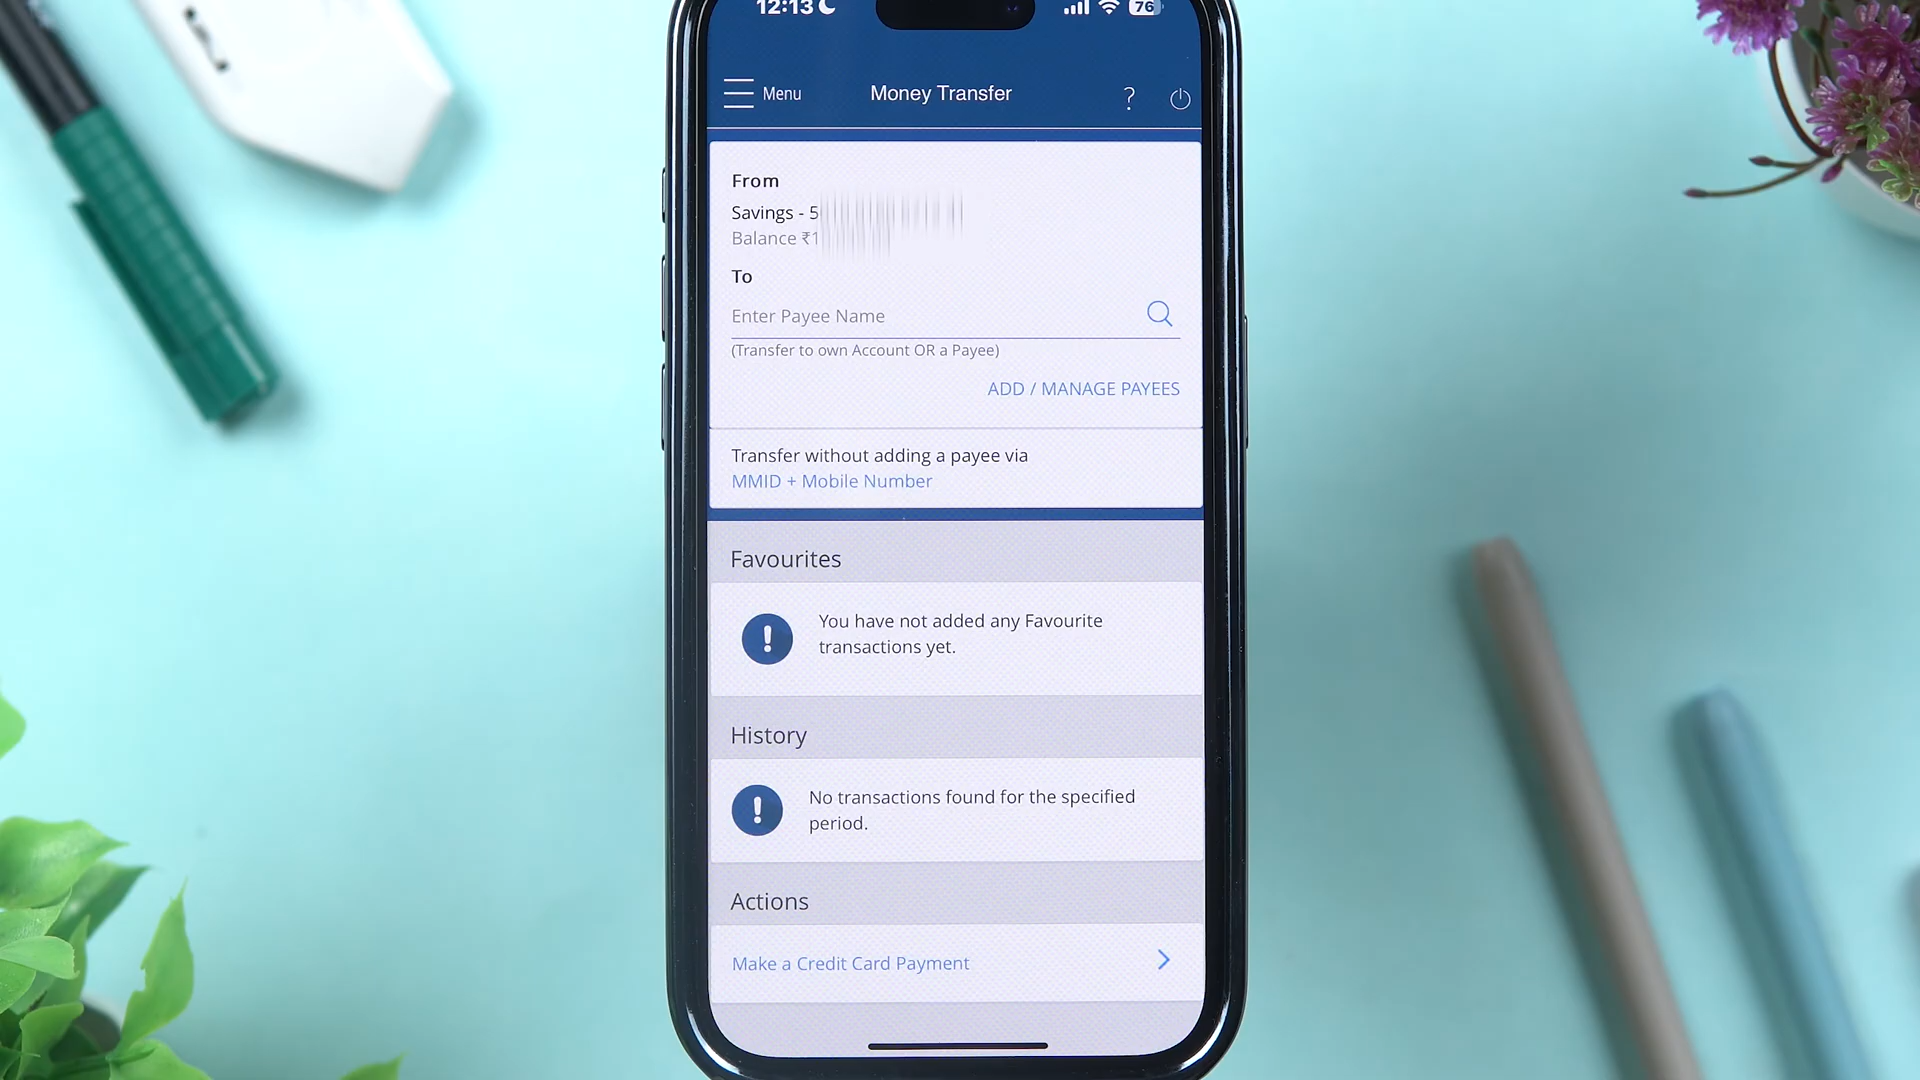 12:13
76
Menu
Money Transfer
?
From
Savings - 5
Balance ₹1
To
Enter Payee Name
(Transfer to own Account OR a Payee)
ADD / MANAGE PAYEES
Transfer without adding a payee via
MMID + Mobile Number
Favourites
You have not added any Favourite
transactions yet.
History
No transactions found for the specified
period.
Actions
Make a Credit Card Payment